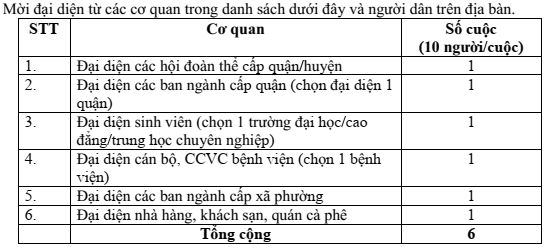 Mời đại diện từ các cơ quan trong danh sách dưới đây và người dân trên địa bàn.
STT Cơ quan Số cuộc
(10 người/cuộc)
1. Đại diện các hội đoàn thể cấp quận/huyện 1
2. Đại diện các ban ngành cấp quận (chọn đại diện 1 1
quận)
3. Đại diện sinh viên (chọn 1 trường đại học/cao 1
đẳng/trung học chuyên nghiệp)
4. Đại diện cán bộ, CCVC bệnh viện (chọn 1 bệnh 1
viện)
5. Đại diện các ban ngành cấp xã phường 1
6. Đại diện nhà hàng, khách sạn, quán cà phê 1
Tổng cộng 6